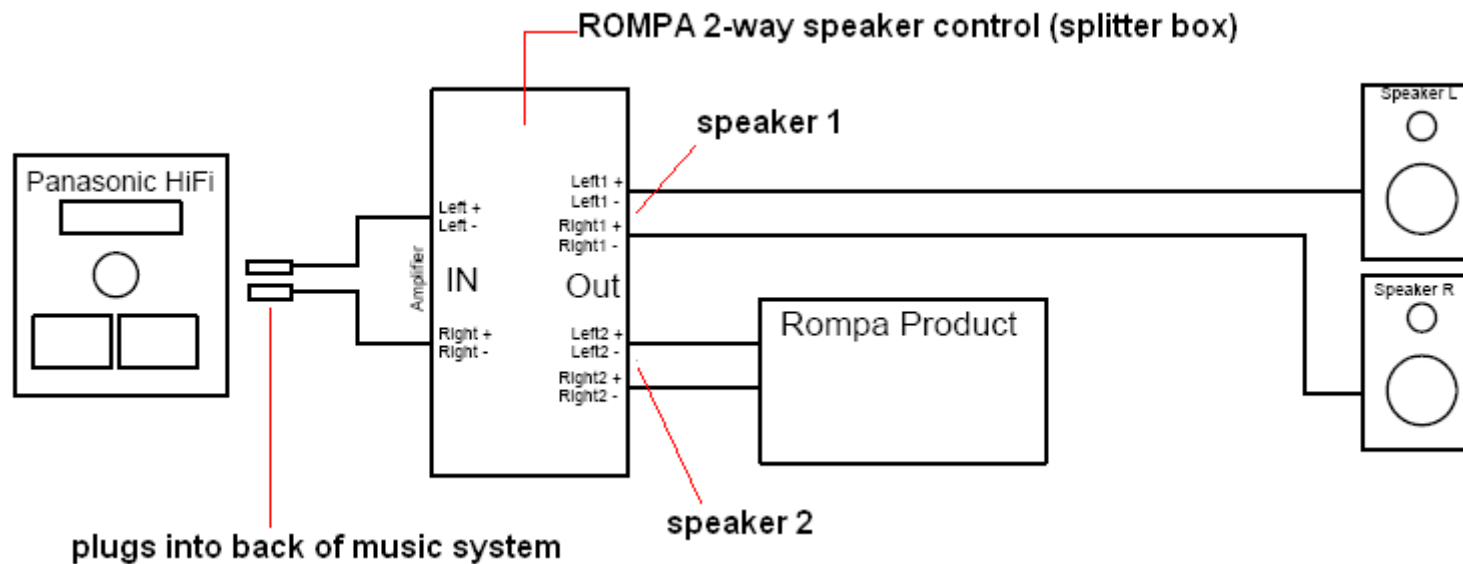 ROMPA 2-way speaker control (splitter box)
Speaker L
speaker 1
Panasonic HiFi
Left1 +
Left1 -
Left +
Left -
Right1 +
Right1 -
Amplifier
IN
Out
Speaker R
Rompa Product
Right +
Right -
Left2 +
Left2 -
Right2 +
Right2 -
speaker 2
plugs into back of music system